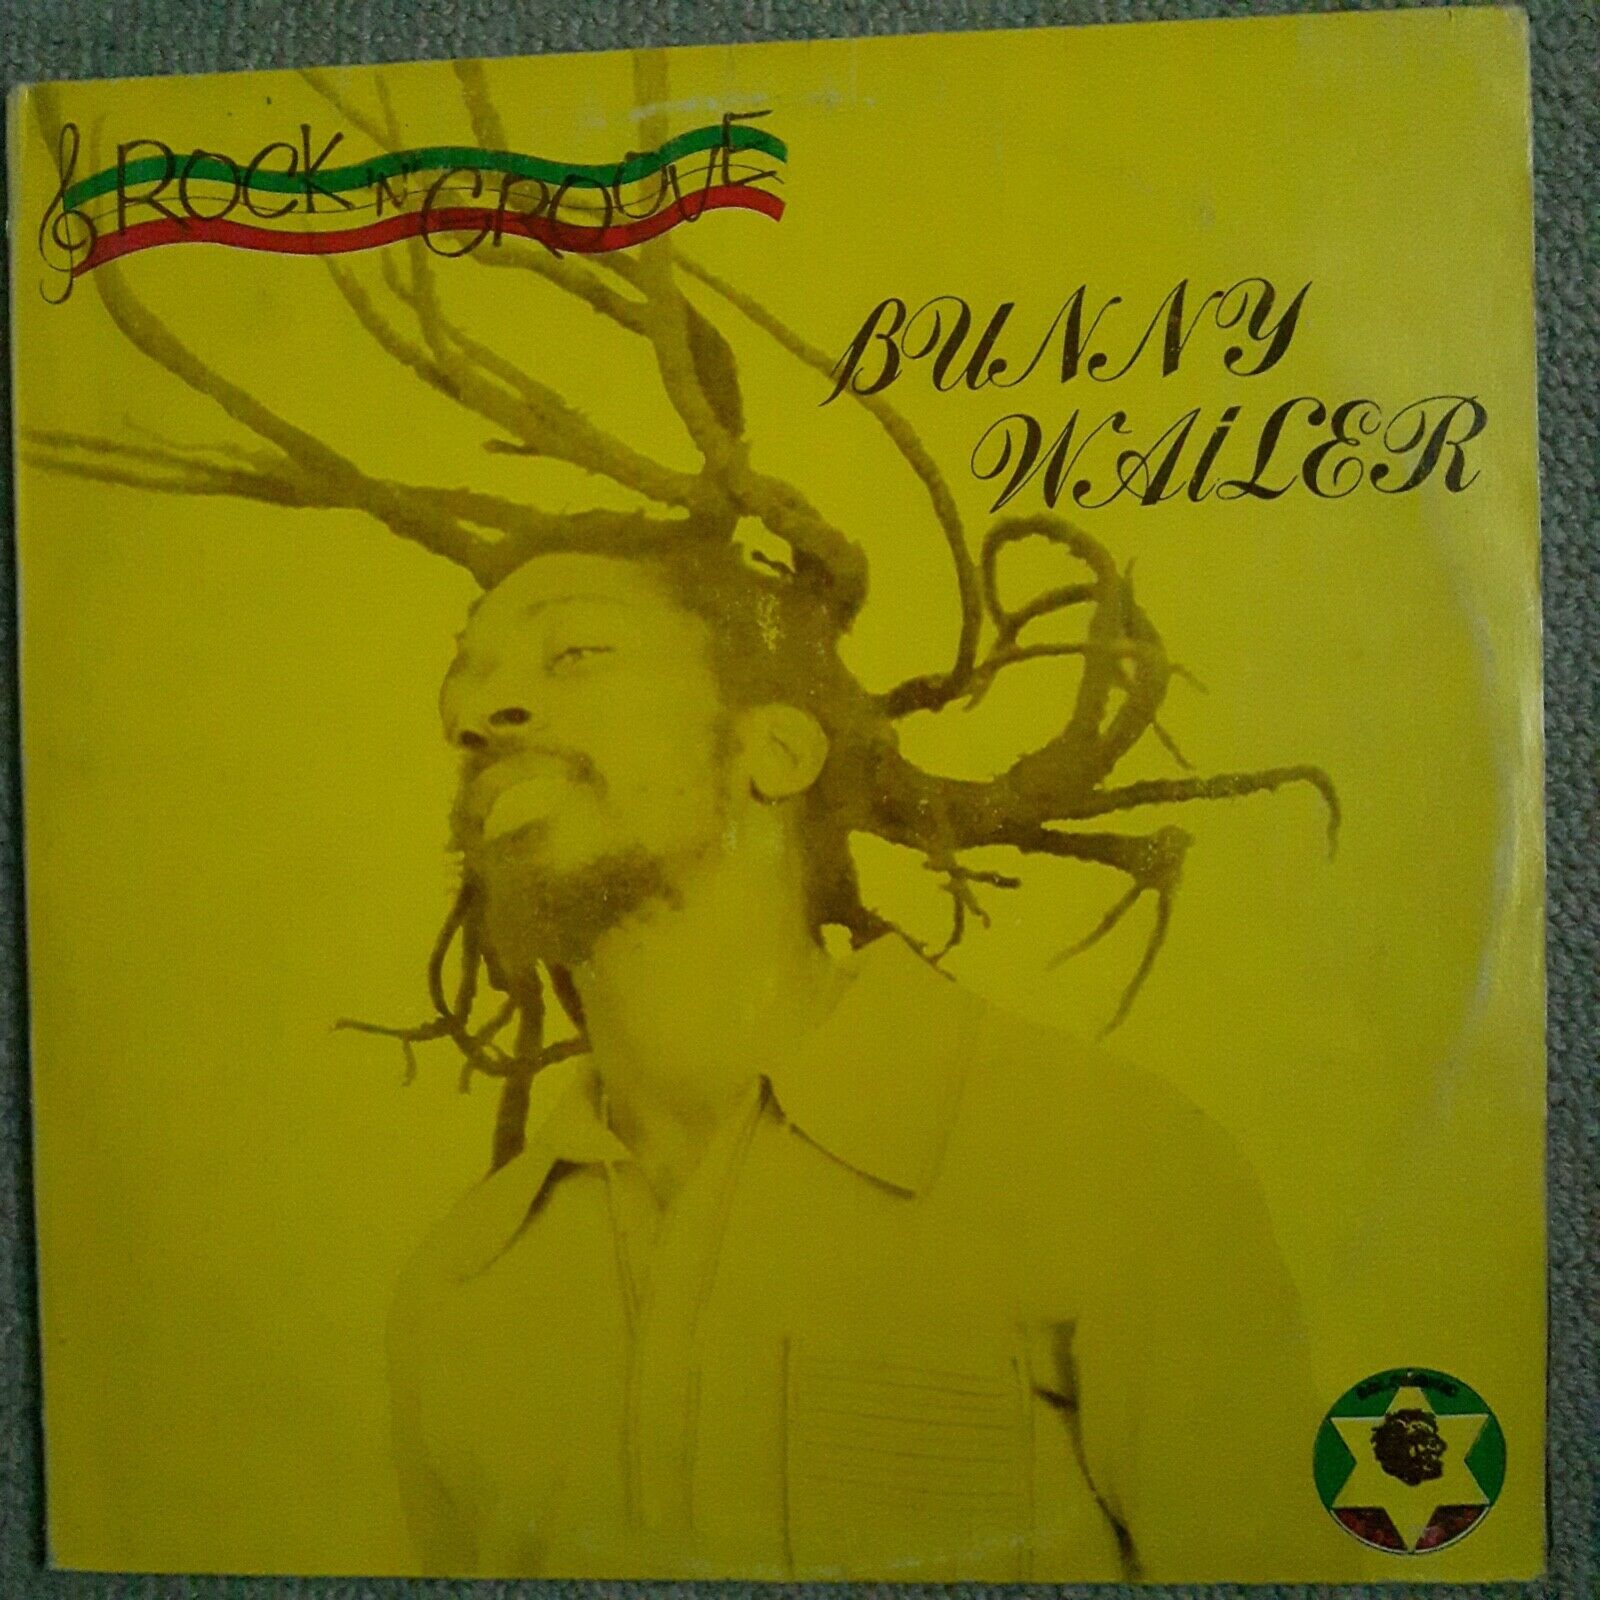 ROCK 'N' GROOVE
BUNNY
WAiLER